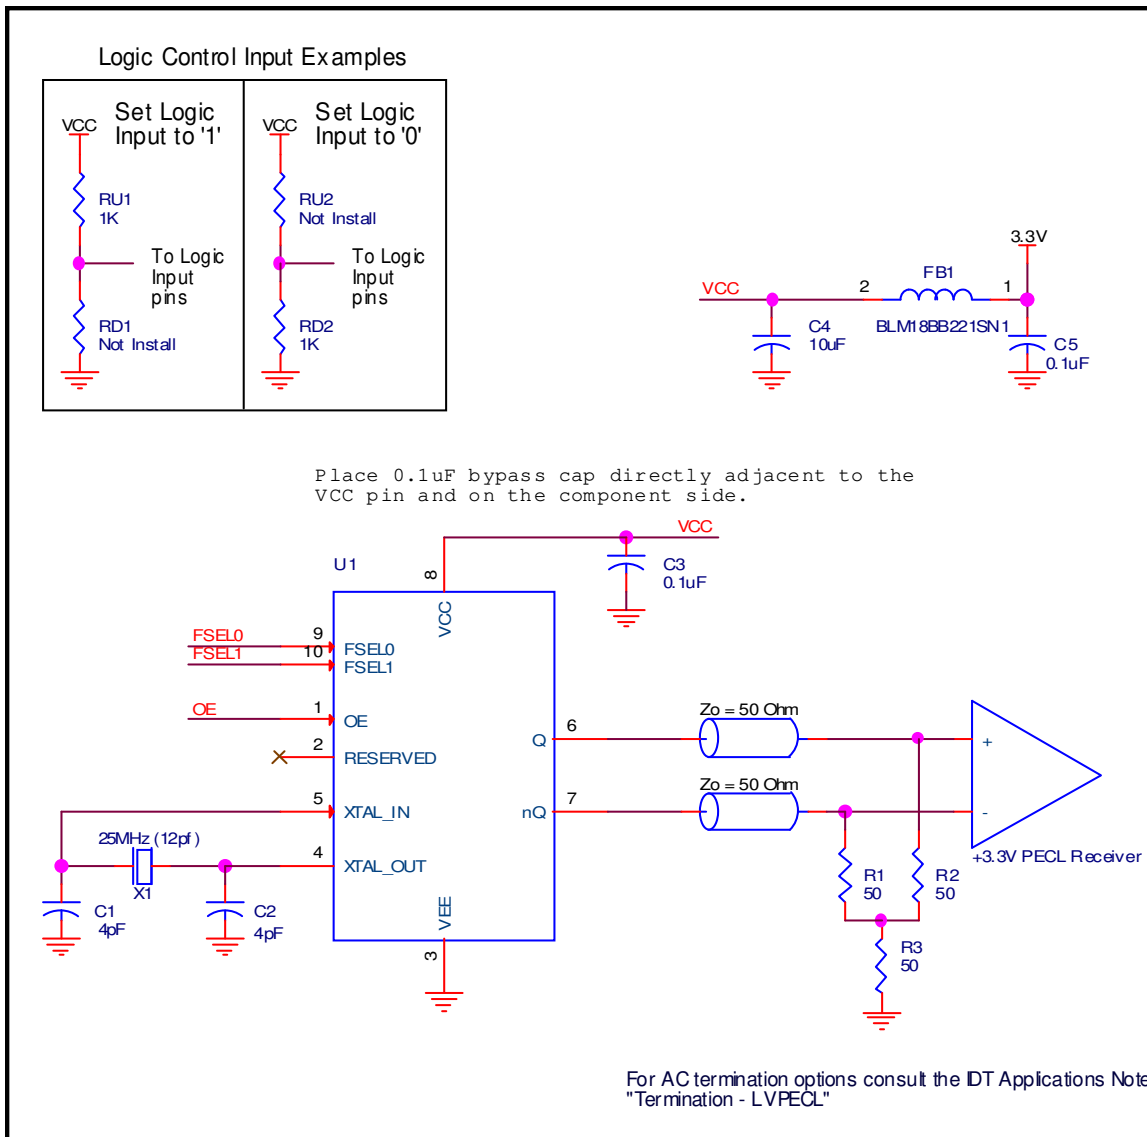 Logic Control Input Examples
VCC
Set Logic
Input to '1'
RU1
1K
To Logic
Input
pins
RD1
Not Install
VCC
Set Logic
Input to '0'
RU2
Not Install
To Logic
Input
pins
RD2
1K
3.3V
VCC
2
FB1
1
BLM18BB221SN1
C4
10uF
C5
0.1uF
Place 0.1uF bypass cap directly adjacent to the
VCC pin and on the component side.
VCC
C3
0.1uF
U1
8
VCC
FSEL0
9
FSEL0
FSEL1
10
FSEL1
OE
1
OE
2
RESERVED
5
XTAL_IN
25MHz (12pf)
X1
4
XTAL_OUT
C1
4pF
C2
4pF
VEE
3
Q
6
nQ
7
Zo = 50 Ohm
Zo = 50 Ohm
+
-
+3.3V PECL Receiver
R1
50
R2
50
R3
50
For AC termination options consult the IDT Applications Note
"Termination - LVPECL"